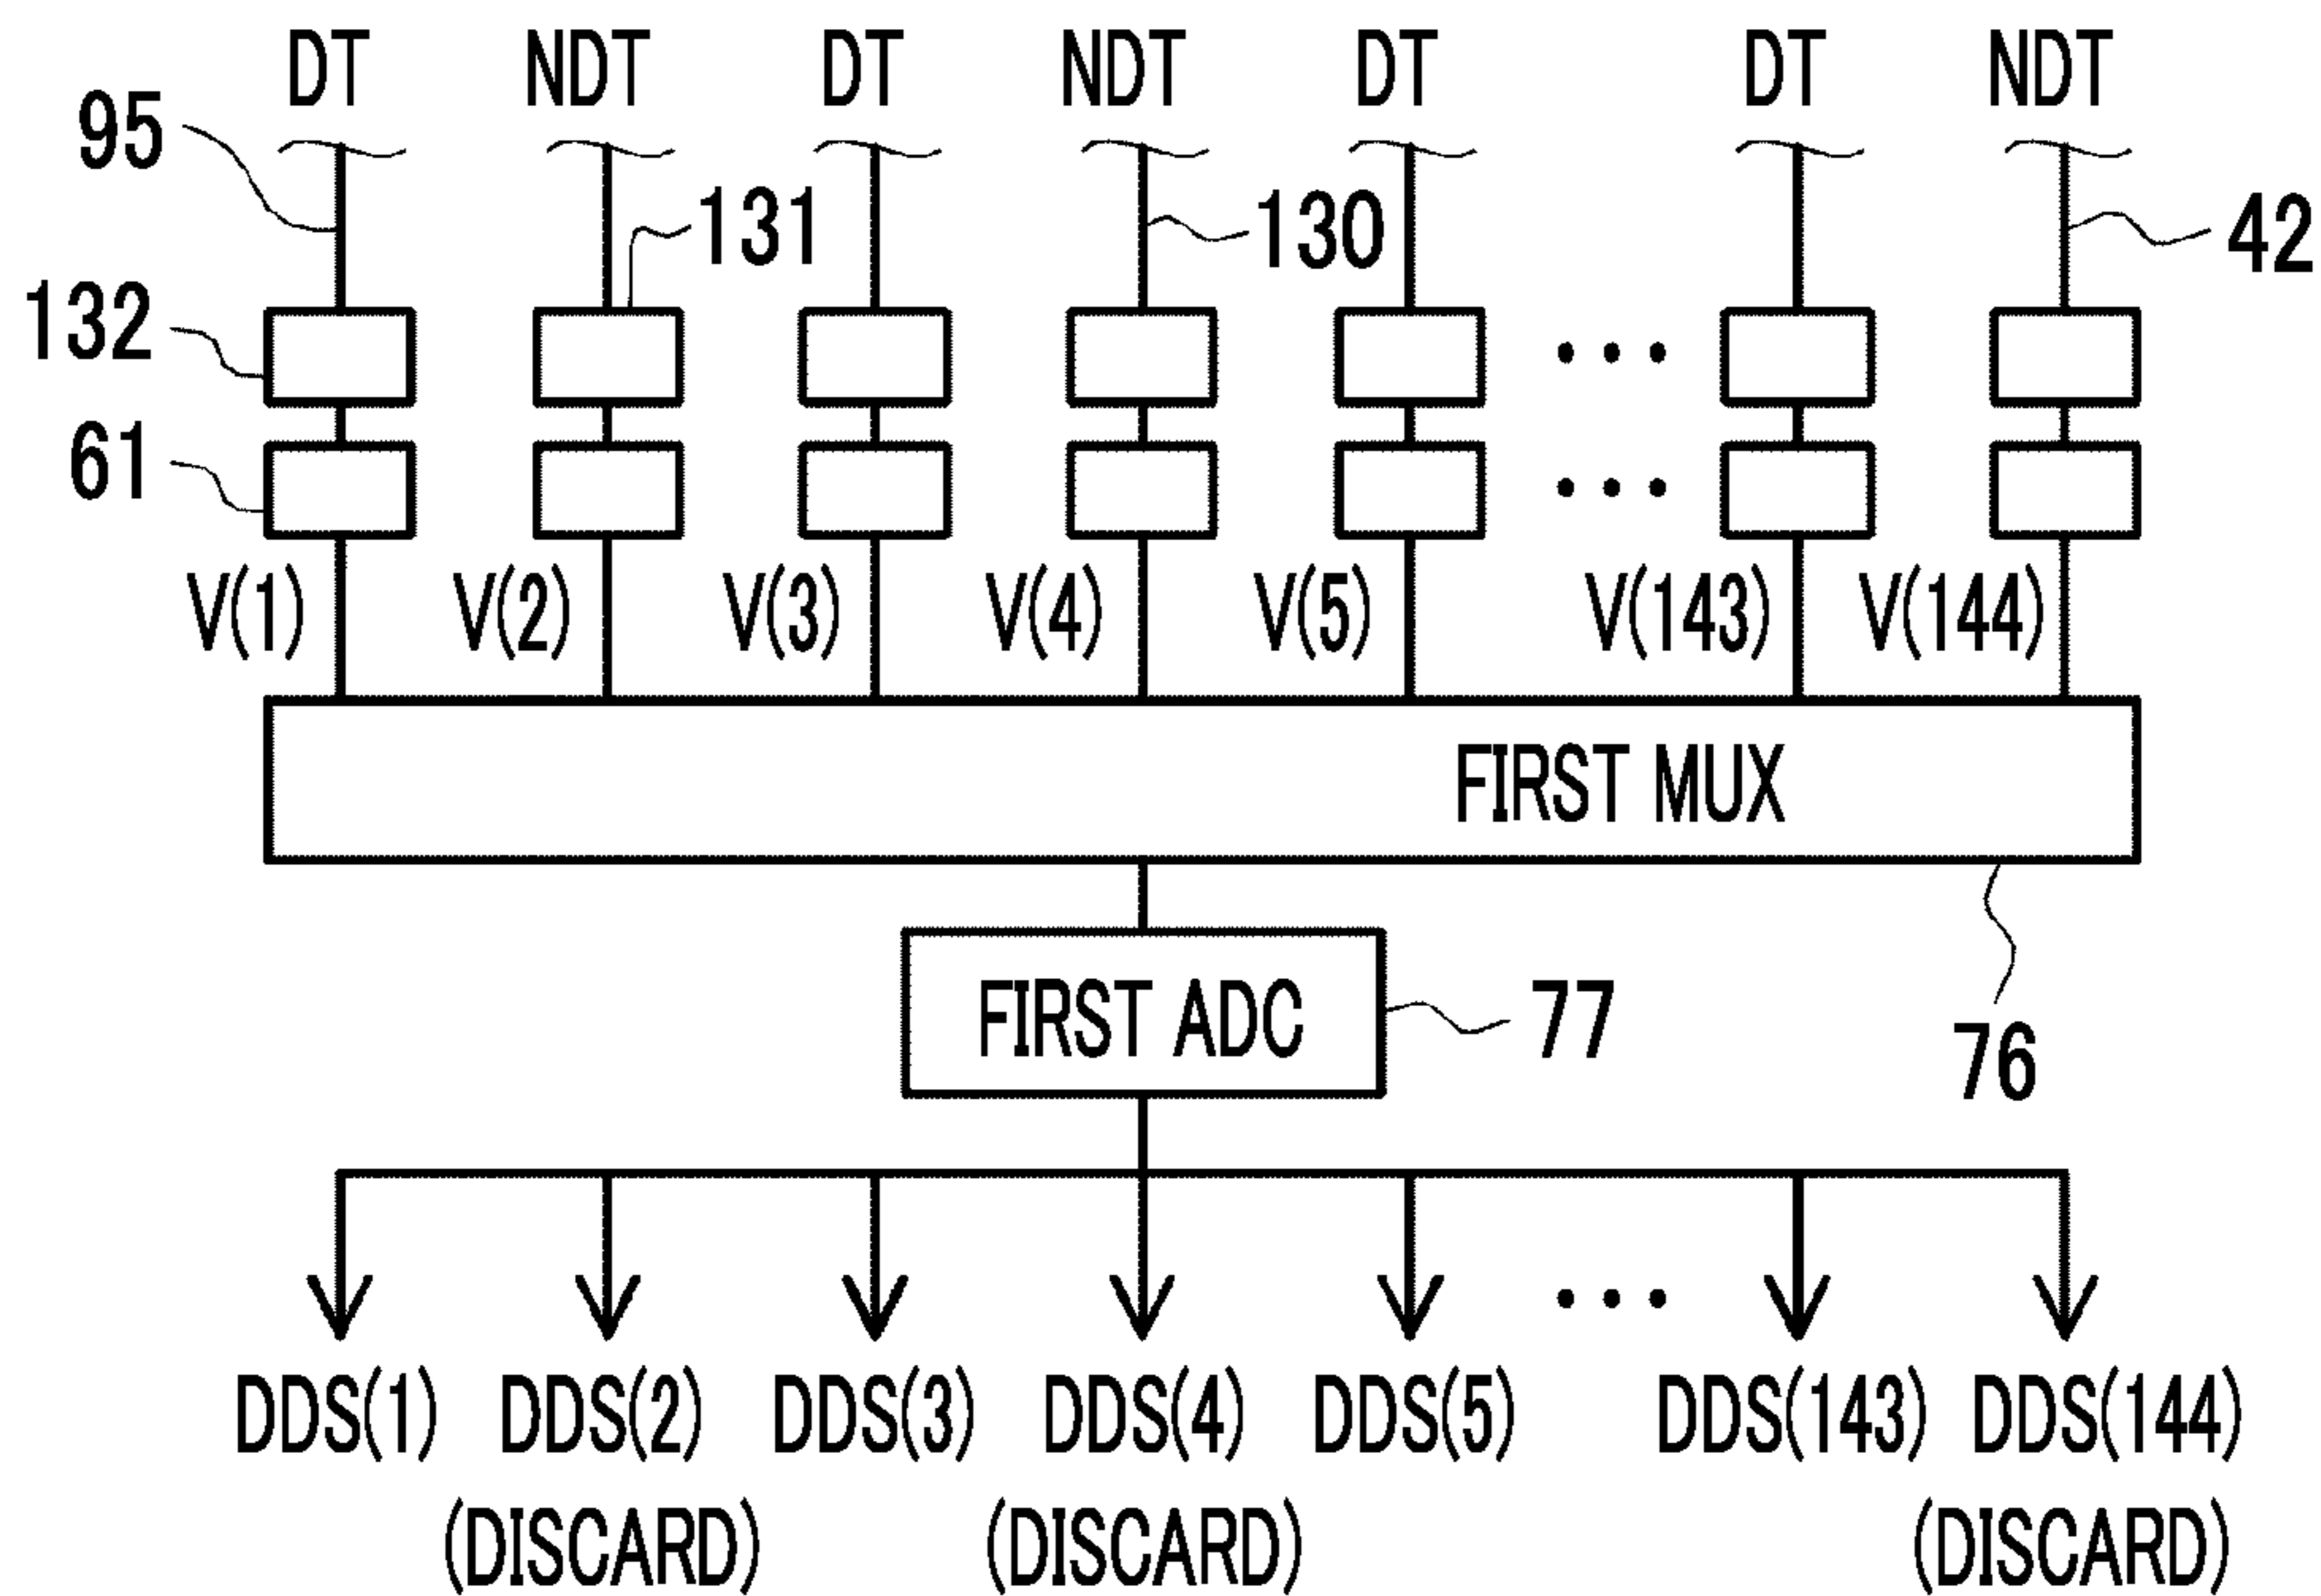 DT NDT DT NDT DT DT NDT
95
131 130 42
132
61
V(1) V(2) V(3) V(4) V(5) V(143) V(144)
FIRST MUX
FIRST ADC 77
76
DDS(1) DDS(2) DDS(3) DDS(4) DDS(5) DDS(143) DDS(144)
(DISCARD) (DISCARD) (DISCARD)